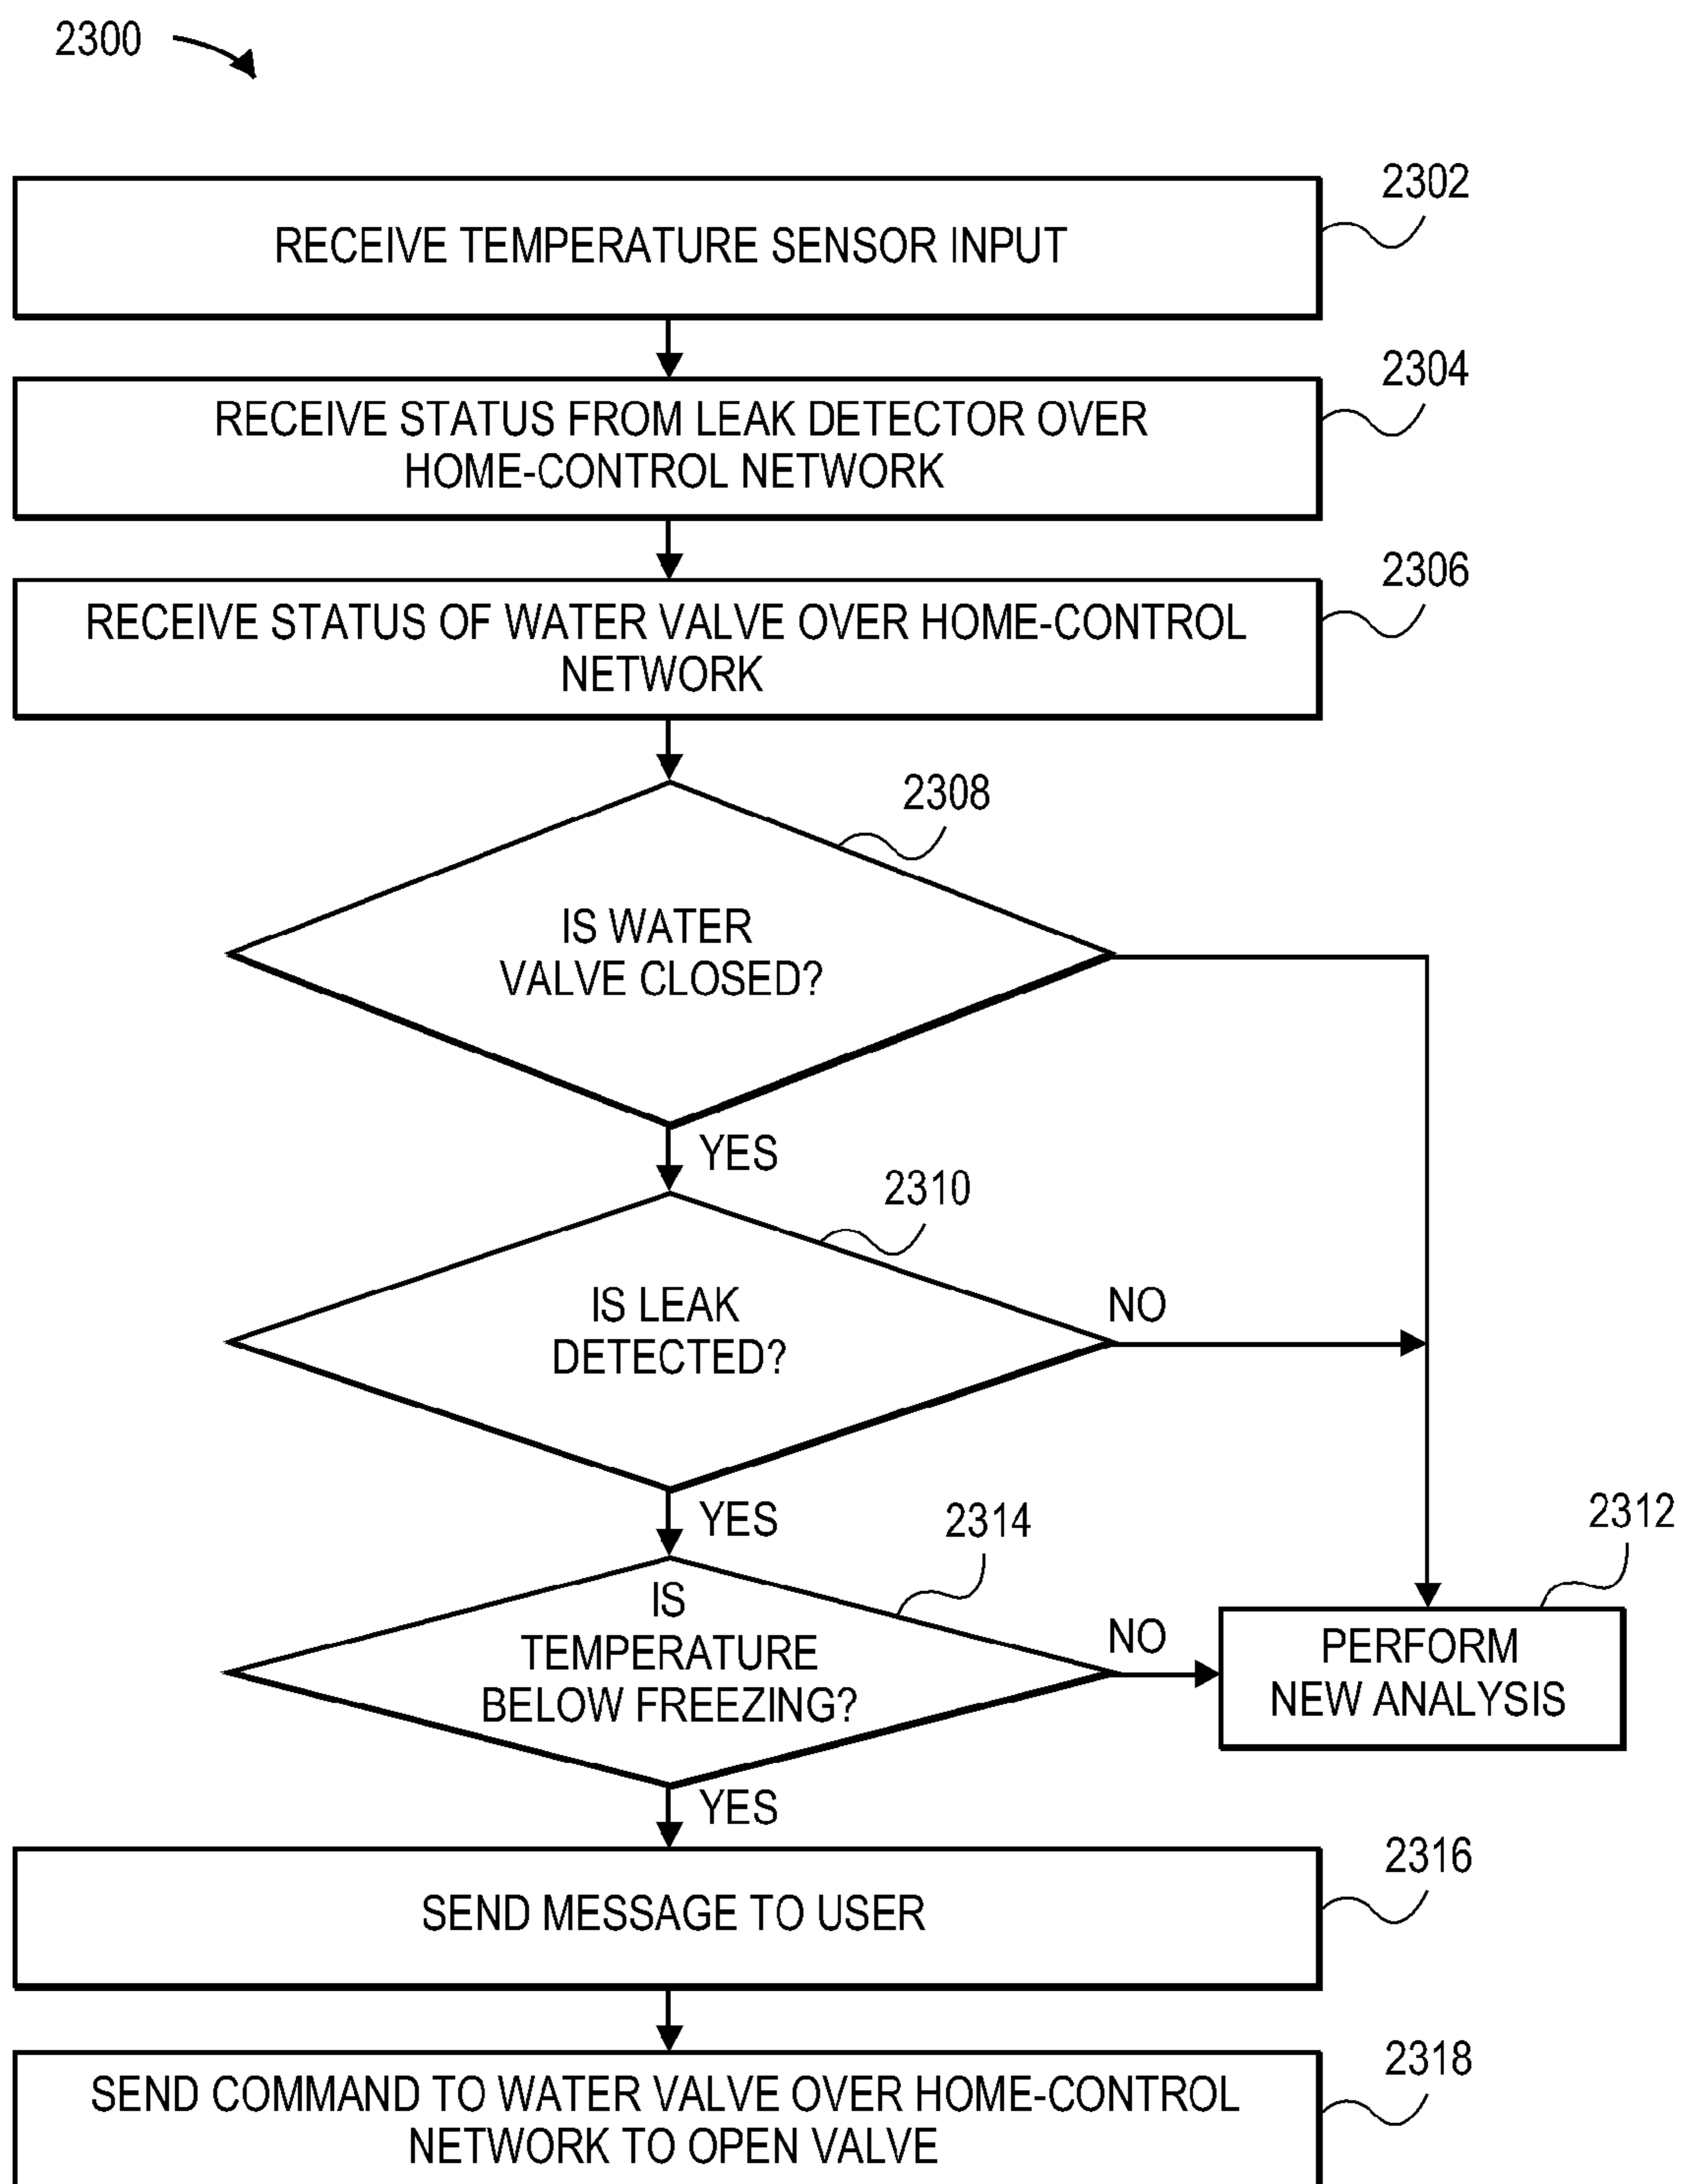 2300
2302
RECEIVE TEMPERATURE SENSOR INPUT
2304
RECEIVE STATUS FROM LEAK DETECTOR OVER
HOME-CONTROL NETWORK
2306
RECEIVE STATUS OF WATER VALVE OVER HOME-CONTROL
NETWORK
2308
IS WATER
VALVE CLOSED?
YES
2310
IS LEAK
DETECTED?
NO
YES
2314
2312
IS
TEMPERATURE
BELOW FREEZING?
NO
PERFORM
NEW ANALYSIS
YES
2316
SEND MESSAGE TO USER
2318
SEND COMMAND TO WATER VALVE OVER HOME-CONTROL
NETWORK TO OPEN VALVE